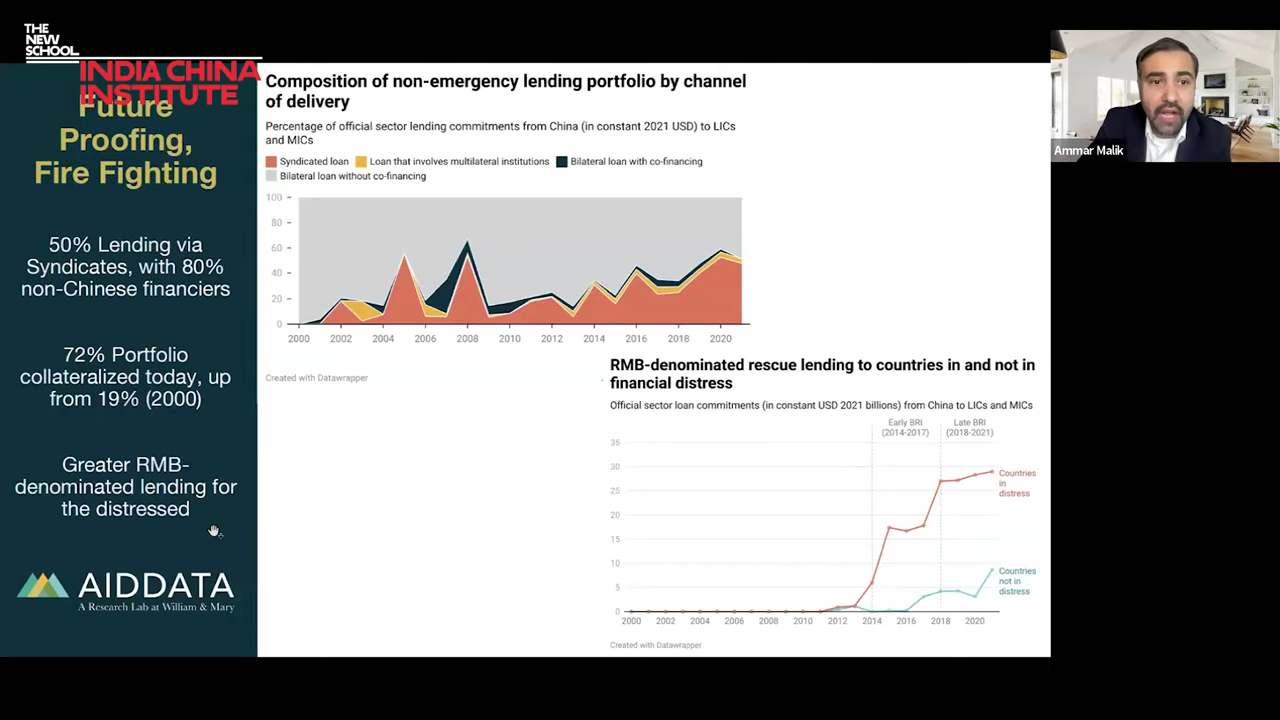 THE
NEW
SCHOOL
INDIA CHINA
INSTITUTE
Future
Proofing,
Fire Fighting
50% Lending via
Syndicates, with 80%
non-Chinese financiers
72% Portfolio
collateralized today, up
from 19% (2000)
Greater RMB-
denominated lending for
the distressed
AIDDATA
A Research Lab at William & Mary
Composition of non-emergency lending portfolio by channel
of delivery
Percentage of official sector lending commitments from China (in constant 2021 USD) to LICs
and MICs
Syndicated loan Loan that involves multilateral institutions Bilateral loan with co-financing
Bilateral loan without co-financing
100
80
60
40
20
0
2000 2002 2004 2006 2008 2010 2012 2014 2016 2018 2020
Created with Datawrapper
RMB-denominated rescue lending to countries in and not in
financial distress
Official sector loan commitments (in constant USD 2021 billions) from China to LICs and MICs
Early BRI
(2014-2017)
Late BRI
(2018-2021)
35
30
25
20
15
10
5
0
Countries
in
distress
Countries
not in
distress
2000 2002 2004 2006 2008 2010 2012 2014 2016 2018 2020
Created with Datawrapper
Ammar Malik